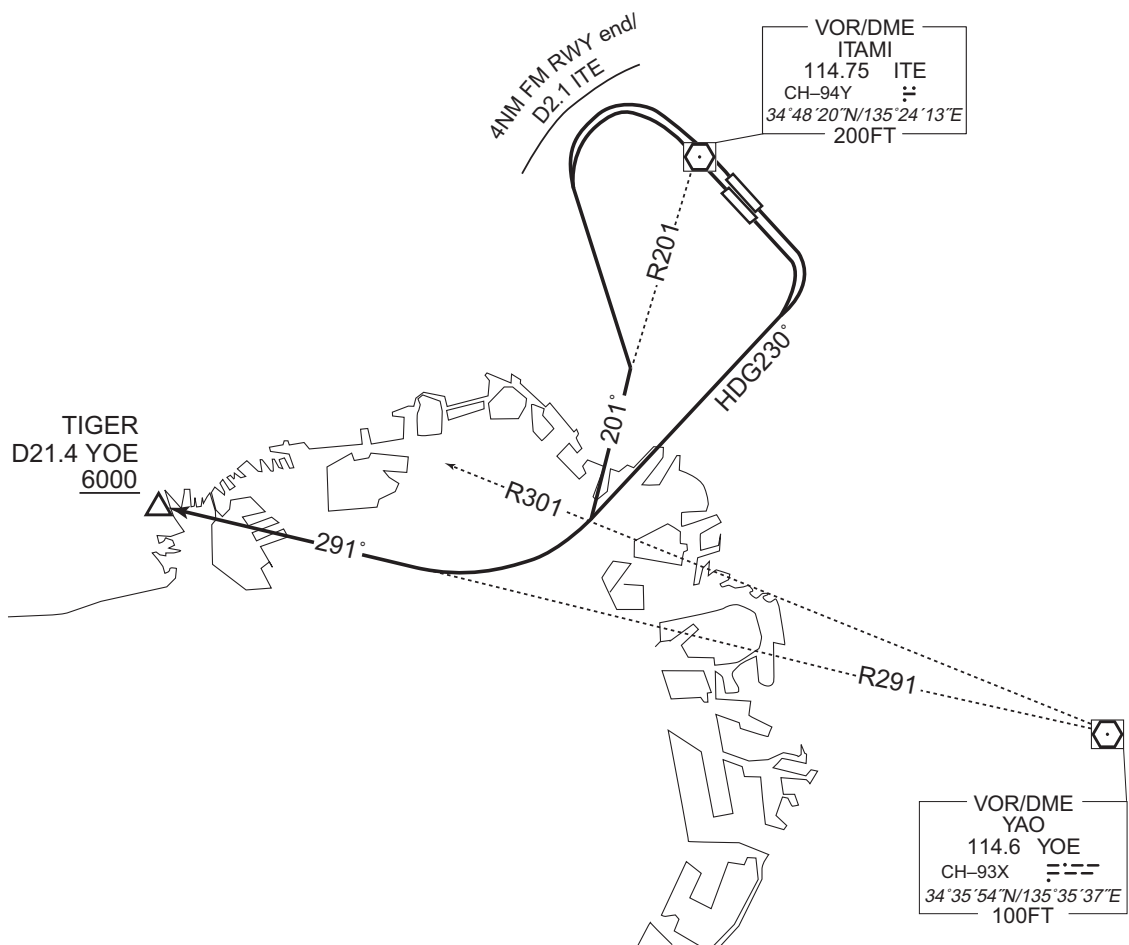 4NM FM RWY end/
D2.1 ITE
VOR/DME
ITAMI
114.75 ITE
CH–94Y
34°48´20˝N/135°24´13˝E
200FT
R201
HDG230°
201°
TIGER
D21.4 YOE
6000
R301
291°
R291
VOR/DME
YAO
114.6 YOE
CH–93X
34°35´54˝N/135°35´37˝E
100FT